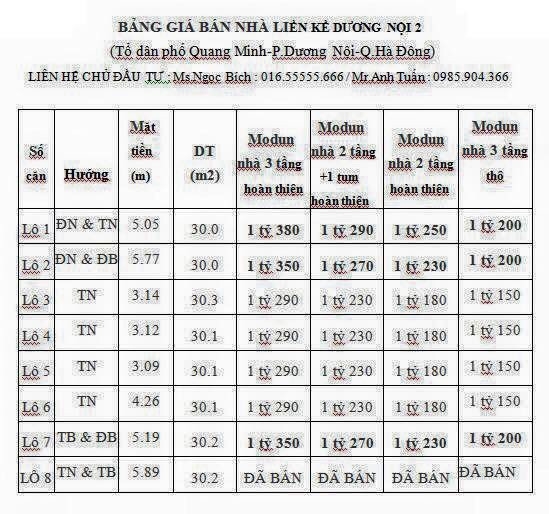 BẢNG GIÁ BÁN NHÀ LIỀN KỀ DƯƠNG NỘI 2
(Tổ dân phố Quang Minh-P.Dương Nội-Q.Hà Đông)
LIÊN HỆ CHỦ ĐẦU TƯ : Ms.Ngọc Bích : 016.55555.666 / Mr.Anh Tuấn : 0985.904.366
Số căn Hướng Mặt tiền (m) DT (m2) Modun nhà 3 tầng hoàn thiện Modun nhà 2 tầng +1 tum hoàn thiện Modun nhà 2 tầng hoàn thiện Modun nhà 3 tầng thô
Lô 1 ĐN & TN 5.05 30.0 1 tỷ 380 1 tỷ 290 1 tỷ 250 1 tỷ 200
Lô 2 ĐN & ĐB 5.77 30.0 1 tỷ 350 1 tỷ 270 1 tỷ 230 1 tỷ 200
Lô 3 TN 3.14 30.3 1 tỷ 290 1 tỷ 230 1 tỷ 180 1 tỷ 150
Lô 4 TN 3.12 30.1 1 tỷ 290 1 tỷ 230 1 tỷ 180 1 tỷ 150
Lô 5 TN 3.09 30.1 1 tỷ 290 1 tỷ 230 1 tỷ 180 1 tỷ 150
Lô 6 TN 4.26 30.1 1 tỷ 290 1 tỷ 230 1 tỷ 180 1 tỷ 150
Lô 7 TB & ĐB 5.19 30.2 1 tỷ 350 1 tỷ 270 1 tỷ 230 1 tỷ 200
LÔ 8 TN & TB 5.89 30.2 ĐÃ BÁN ĐÃ BÁN ĐÃ BÁN ĐÃ BÁN